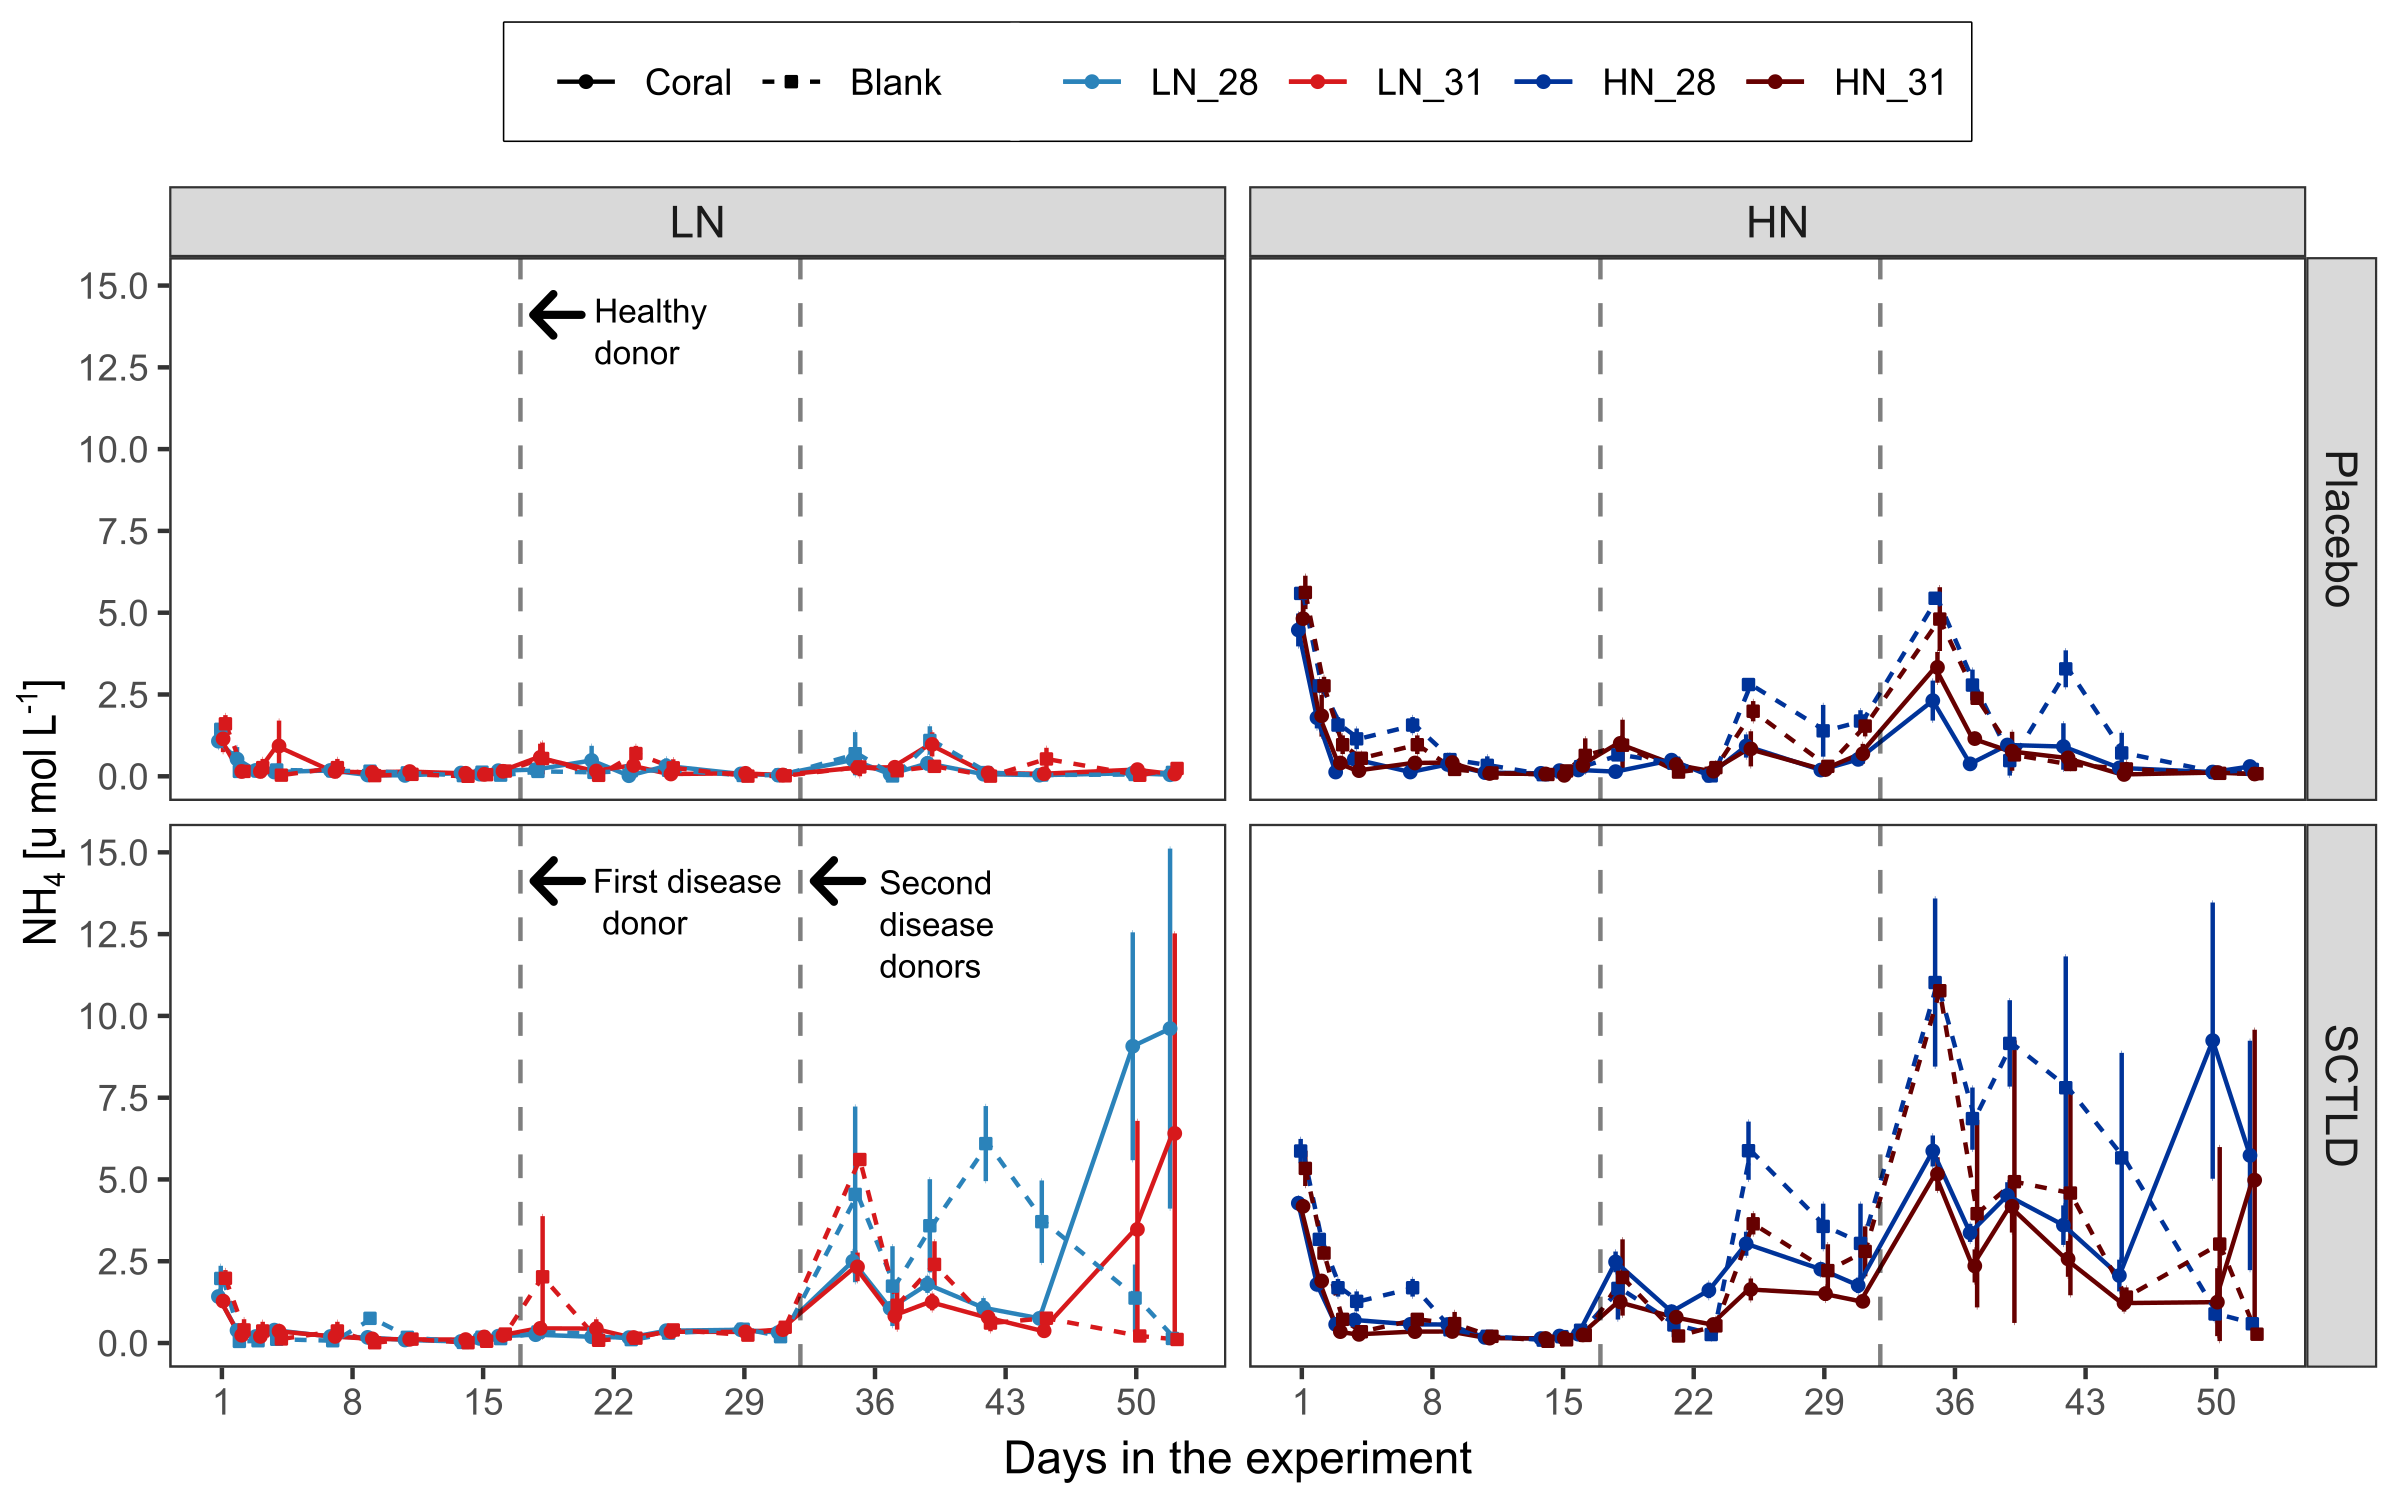 Coral Blank LN_28 LN_31 HN_28 HN_31
LN HN
15.0
12.5
10.0
7.5
5.0
2.5
0.0
Healthy
donor
Placebo
15.0
12.5
10.0
7.5
5.0
2.5
0.0
First disease
donor
Second
disease
donors
SCTLD
NH4 [u mol L-1]
1 8 15 22 29 36 43 50 1 8 15 22 29 36 43 50
Days in the experiment